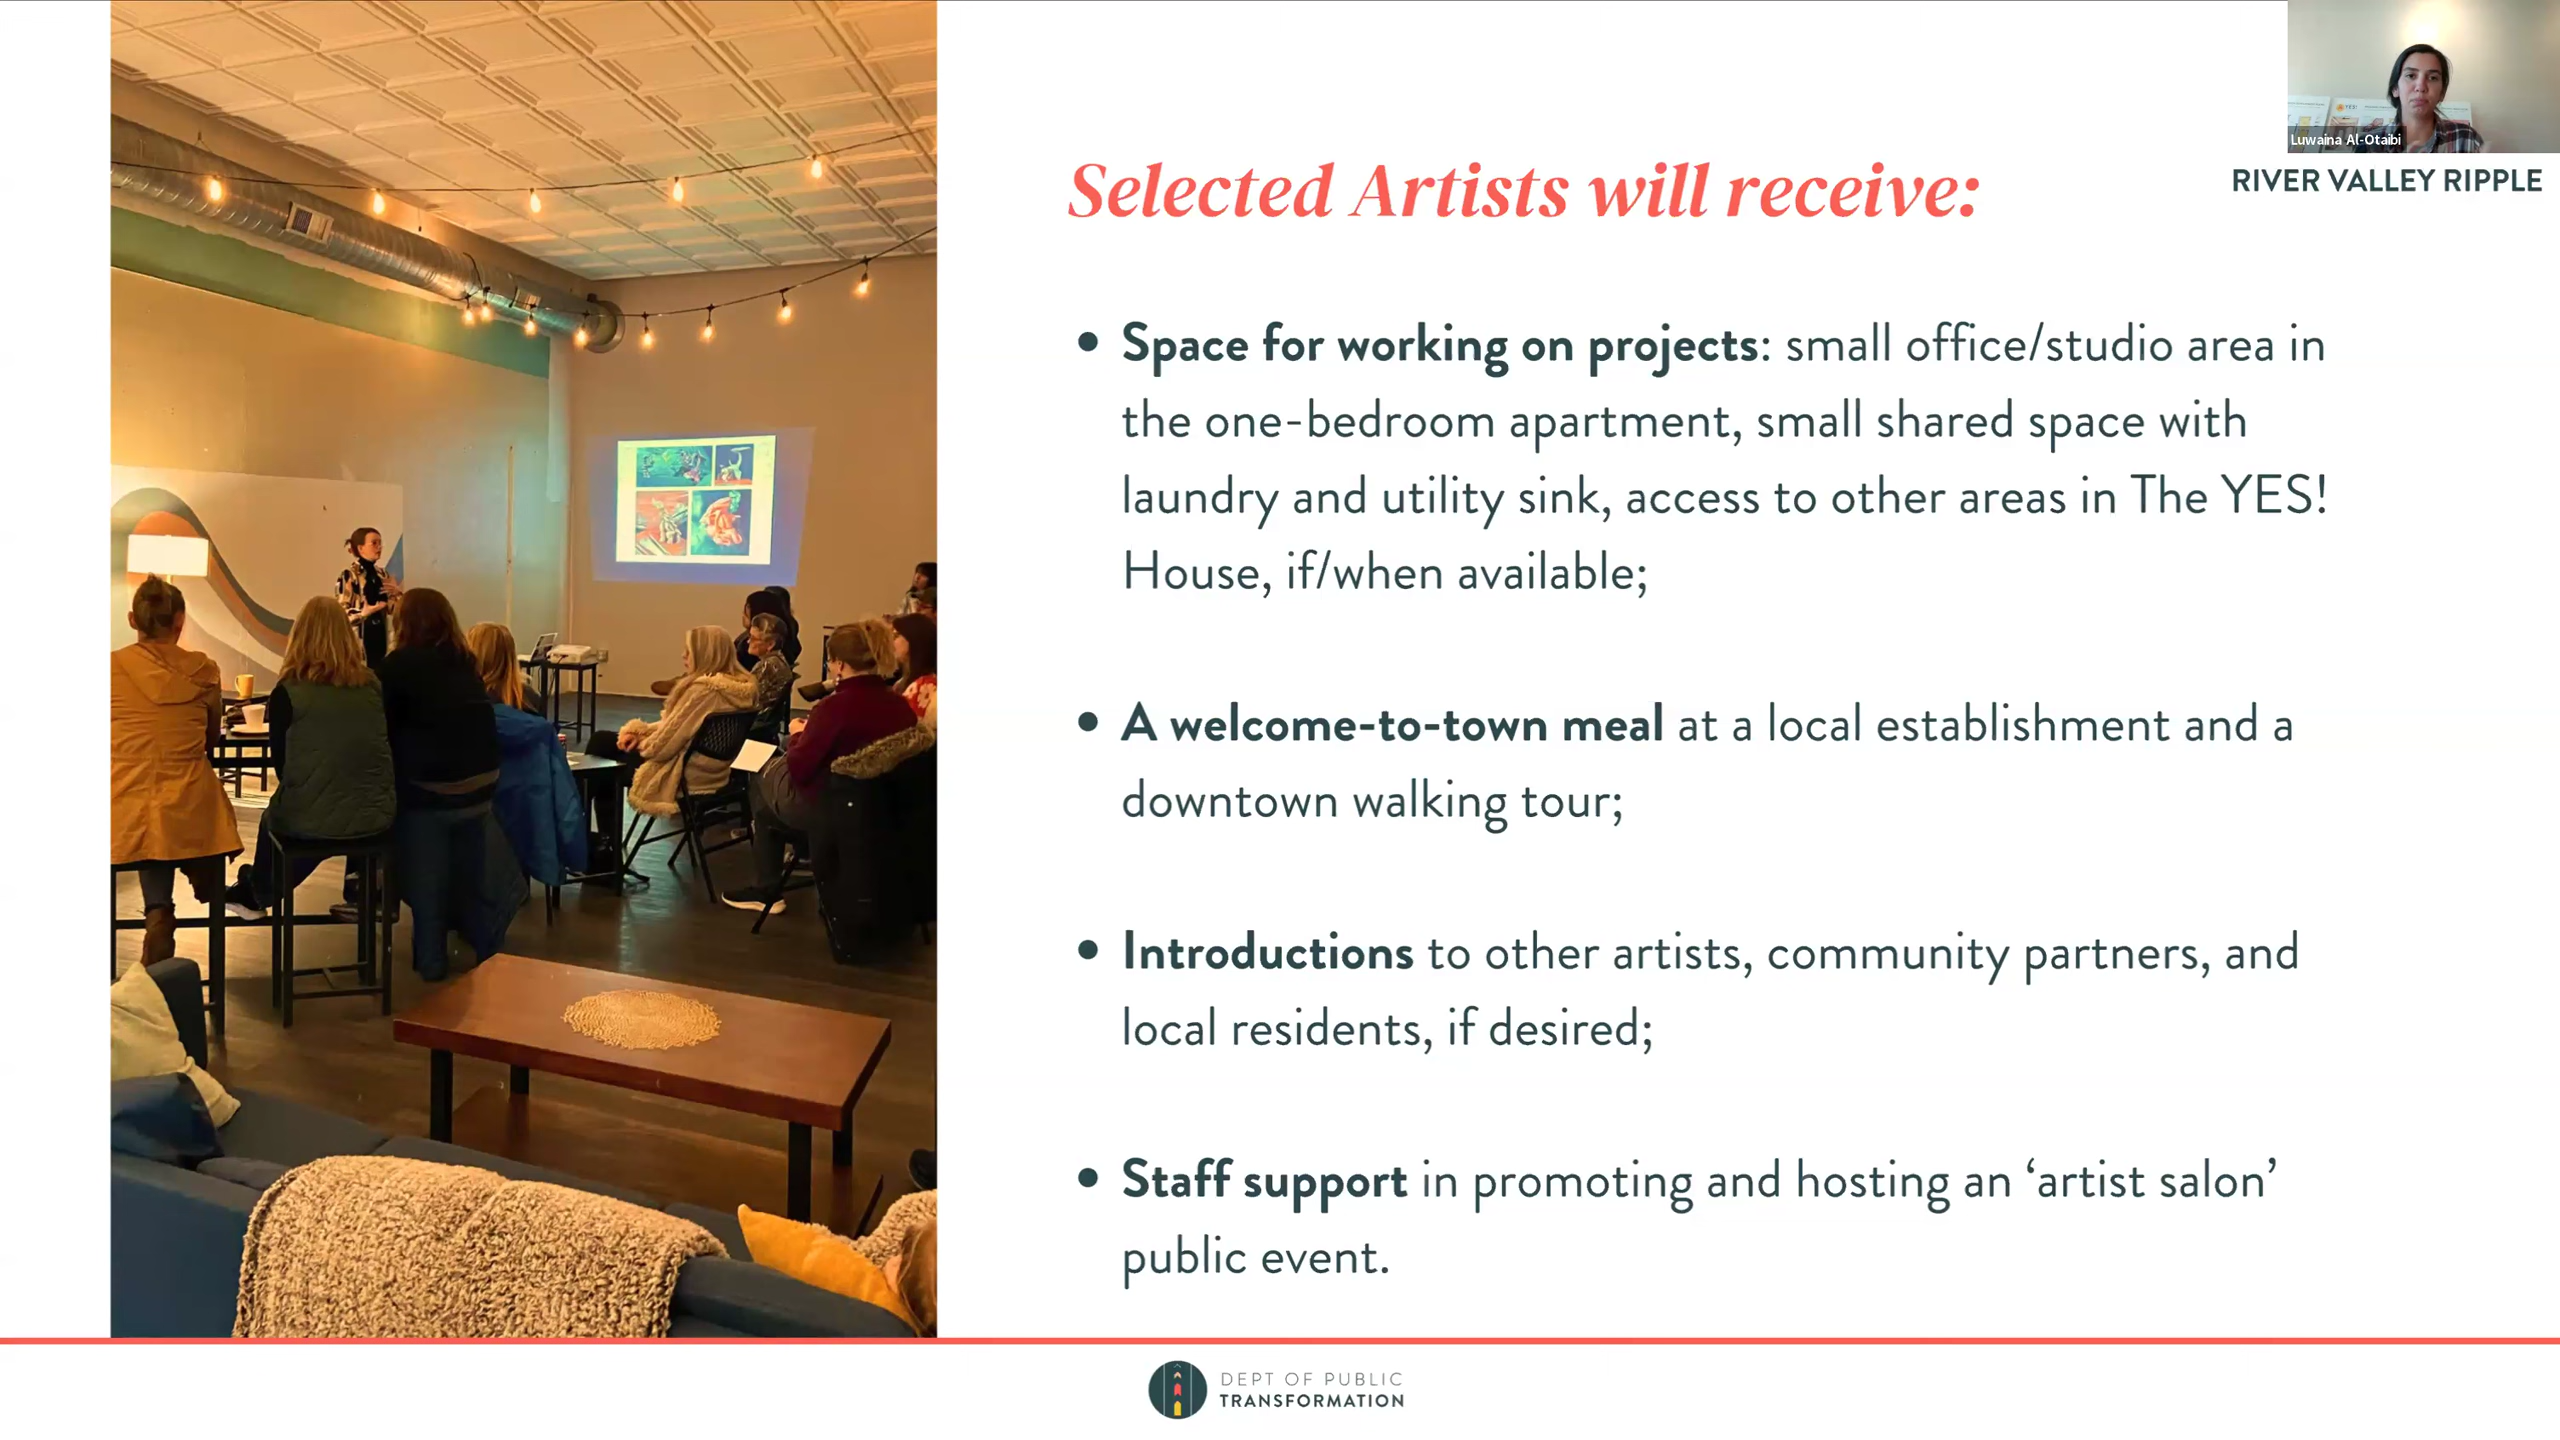 Luwaina Al-Otaibi
RIVER VALLEY RIPPLE
Selected Artists will receive:
• Space for working on projects: small office/studio area in
the one-bedroom apartment, small shared space with
laundry and utility sink, access to other areas in The YES!
House, if/when available;
• A welcome-to-town meal at a local establishment and a
downtown walking tour;
• Introductions to other artists, community partners, and
local residents, if desired;
• Staff support in promoting and hosting an ‘artist salon’
public event.
DEPT OF PUBLIC
TRANSFORMATION